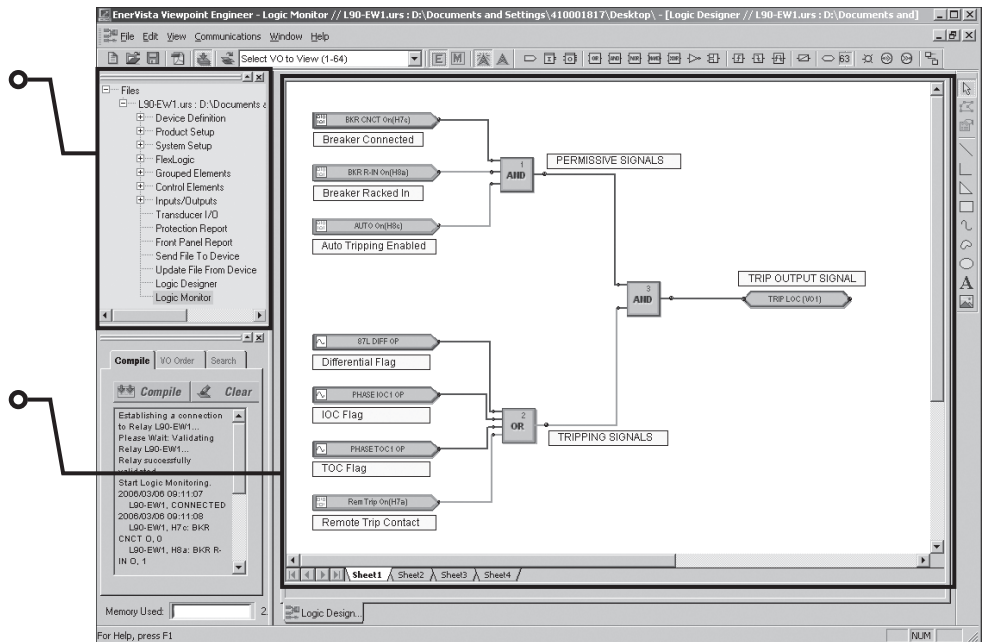 EnerVista Viewpoint Engineer - Logic Monitor // L90-EW1.urs : D:\Documents and Settings\410001817\Desktop\ - [Logic Designer // L90-EW1.urs : D:\Documents and]
File Edit View Communications Window Help
Select VO to View (1-64)
E M A
OR AND NOR NAND XOR
63
Files
L90-EW1.urs : D:\Documents a
Device Definition
Product Setup
System Setup
FlexLogic
Grouped Elements
Control Elements
Inputs/Outputs
Transducer I/O
Protection Report
Front Panel Report
Send File To Device
Update File From Device
Logic Designer
Logic Monitor
Compile VO Order Search
Compile Clear
Establishing a connection
to Relay L90-EW1...
Please Wait: Validating
Relay L90-EW1...
Relay successfully
validated
Start Logic Monitoring.
2006/03/06 09:11:07
L90-EW1, CONNECTED
2006/03/06 09:11:08
L90-EW1, H7c: BKR
CNCT O, 0
L90-EW1, H8a: BKR R-
IN O, 1
Memory Used: 2
BKR CNCT On(H7c)
Breaker Connected
BKR R-IN On(H8a)
Breaker Racked In
AUTO On(H8c)
Auto Tripping Enabled
1
AND
PERMISSIVE SIGNALS
3
AND
TRIP OUTPUT SIGNAL
TRIP LOC (VO1)
87L DIFF OP
Differential Flag
PHASE IOC1 OP
IOC Flag
PHASE TOC1 OP
TOC Flag
Rem Trip On(H7a)
Remote Trip Contact
2
OR
TRIPPING SIGNALS
Sheet1 Sheet2 Sheet3 Sheet4
Logic Design...
A
For Help, press F1
NUM